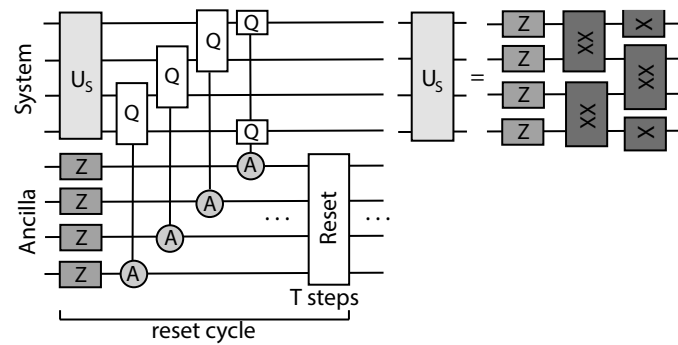 System
Ancilla
U_S
Q
Q
Q
Q
Q
Z
Z
Z
Z
A
A
A
A
...
Reset
...
T steps
reset cycle
U_S
=
Z
Z
Z
Z
XX
XX
X
XX
X